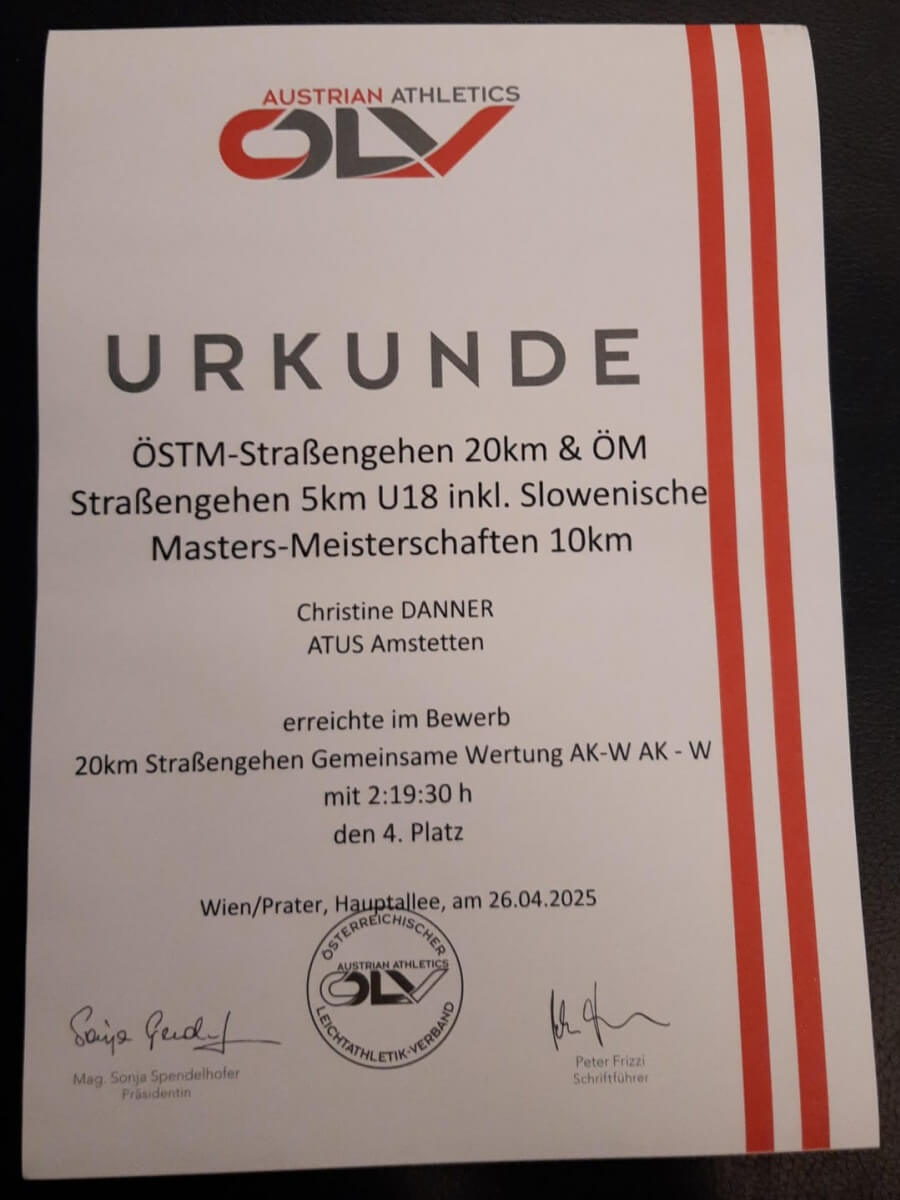 AUSTRIAN ATHLETICS
ÖLV
URKUNDE
ÖSTM-Straßengehen 20km & ÖM
Straßengehen 5km U18 inkl. Slowenische
Masters-Meisterschaften 10km
Christine DANNER
ATUS Amstetten
erreichte im Bewerb
20km Straßengehen Gemeinsame Wertung AK-W AK - W
mit 2:19:30 h
den 4. Platz
Wien/Prater, Hauptallee, am 26.04.2025
ÖSTERREICHISCHER
AUSTRIAN ATHLETICS
ÖLV
LEICHTATHLETIK-VERBAND
Mag. Sonja Spendelhofer
Präsidentin
Peter Frizzi
Schriftführer